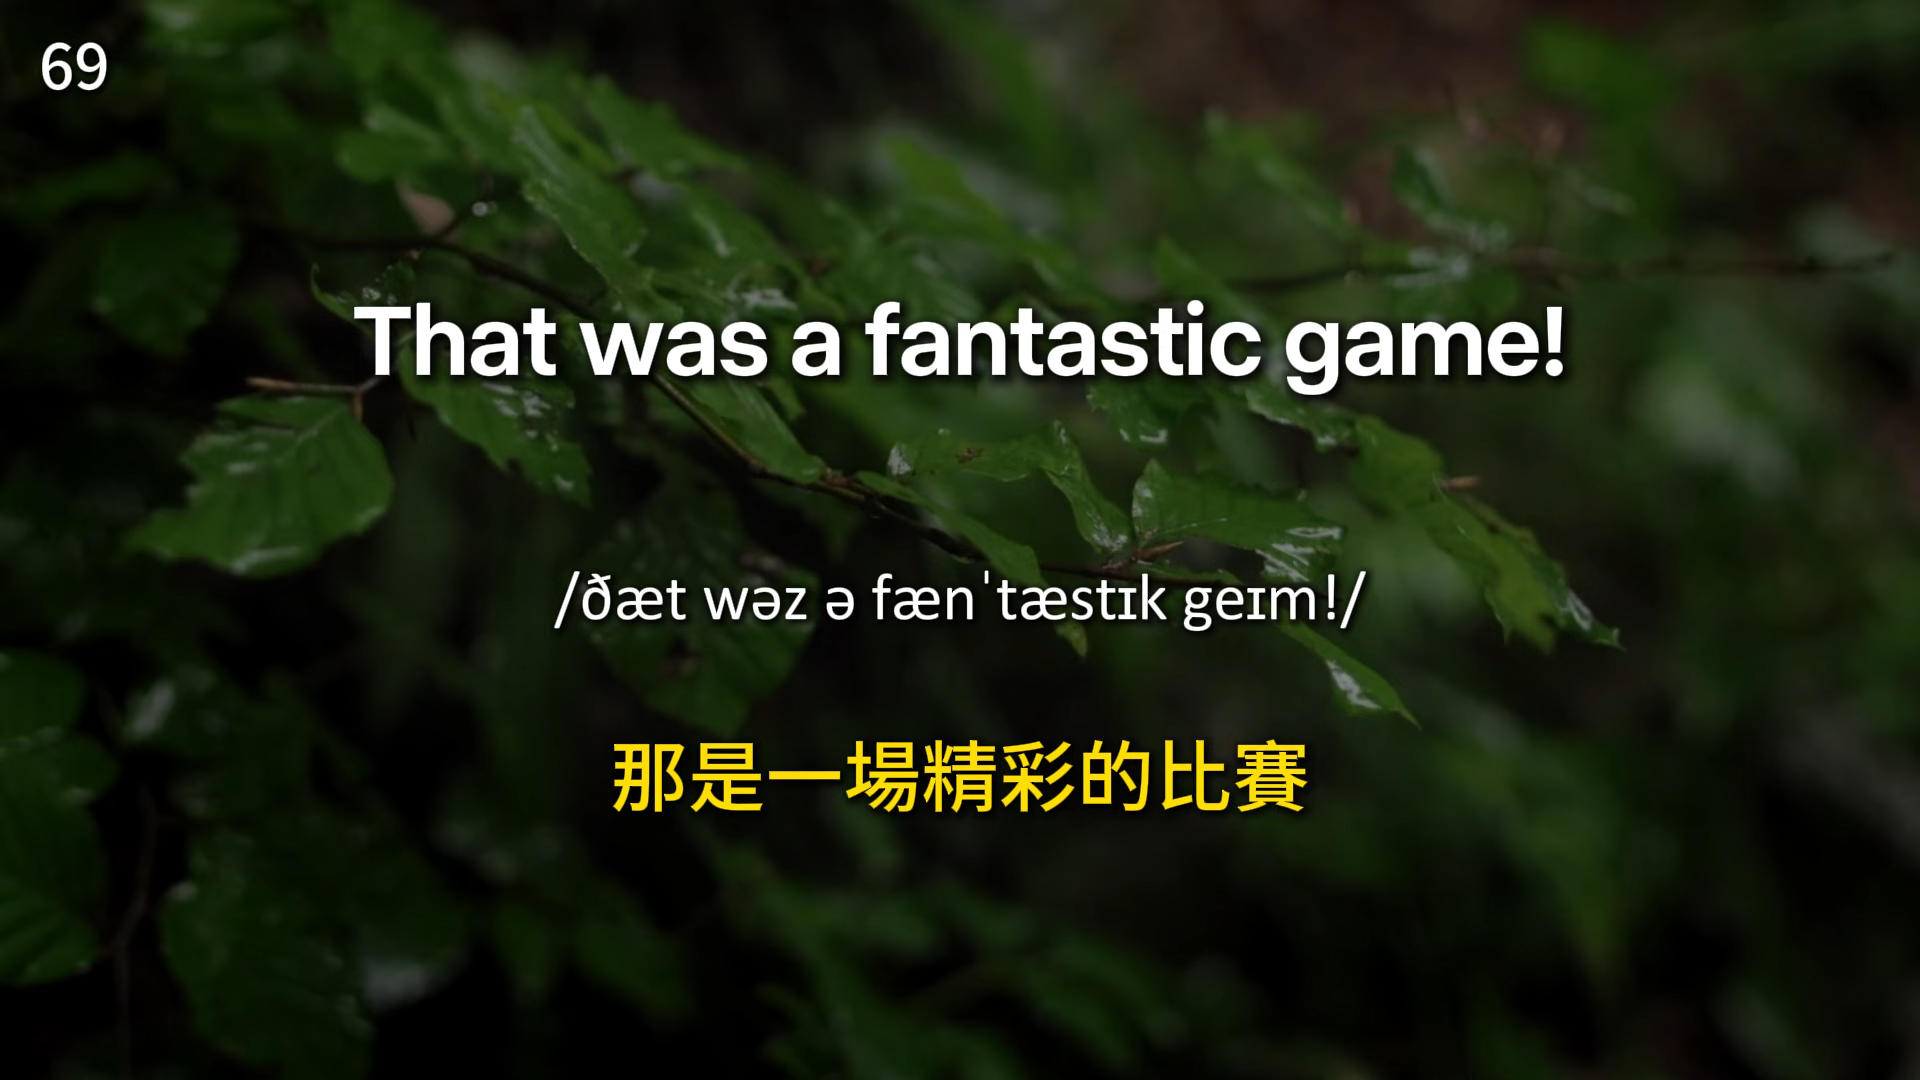 69
That was a fantastic game!
/ðæt wəz ə fænˈtæstɪk geɪm!/
那是一場精彩的比賽